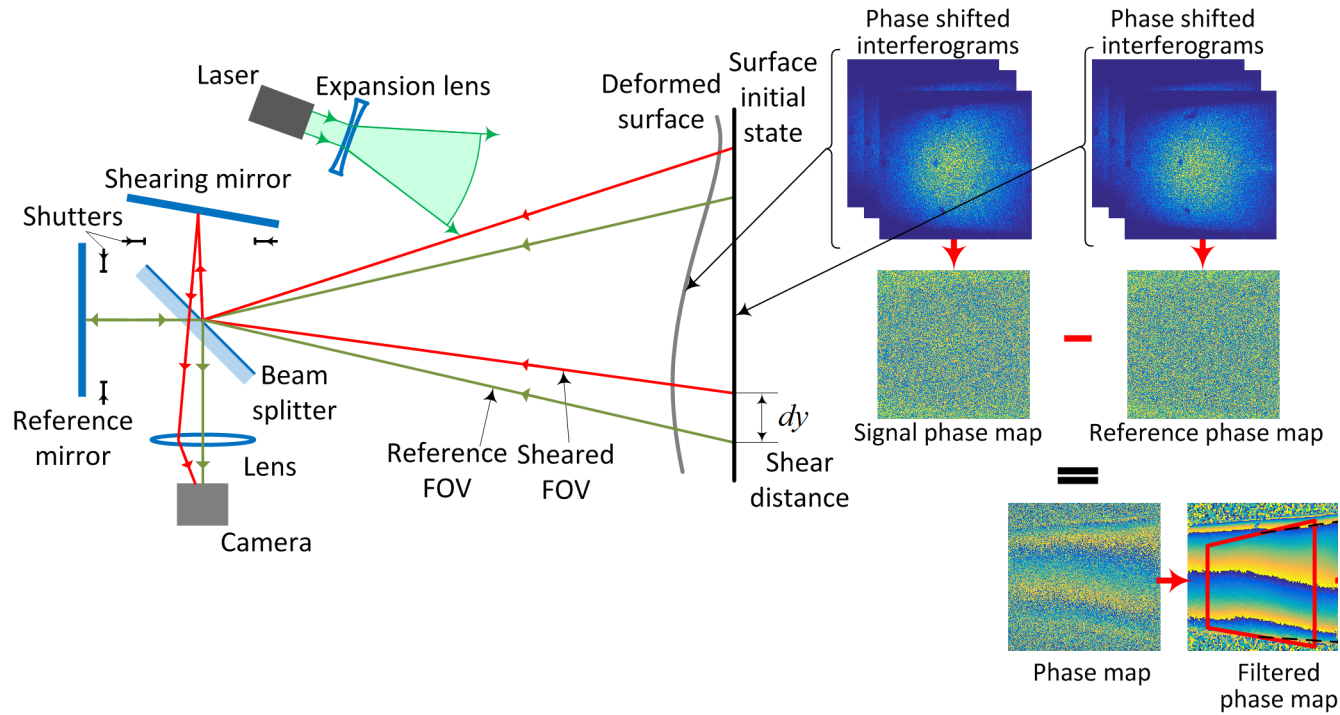 Laser
Expansion lens
Shearing mirror
Shutters
Reference
mirror
Beam
splitter
Lens
Camera
Reference
FOV
Sheared
FOV
Deformed
surface
Surface
initial
state
dy
Shear
distance
Phase shifted
interferograms
Phase shifted
interferograms
Signal phase map
Reference phase map
Phase map
Filtered
phase map